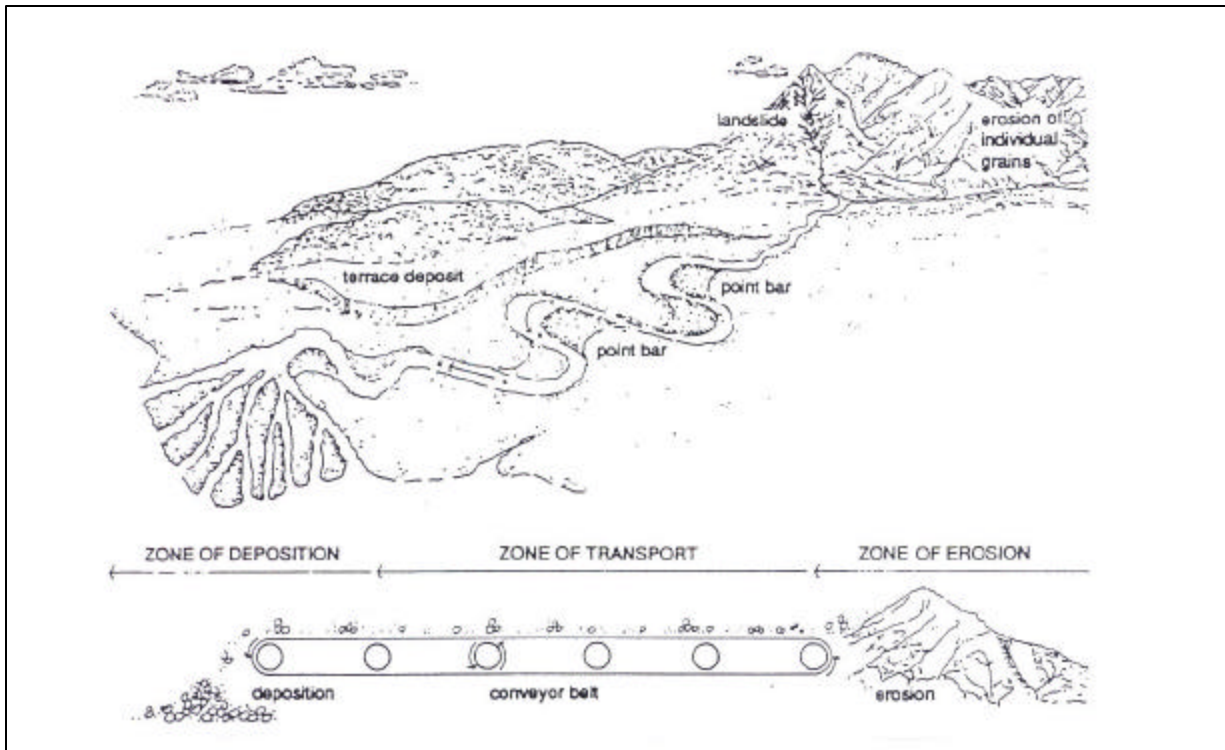 landslide
erosion of
individual
grains
terrace deposit
point bar
point bar
ZONE OF DEPOSITION
ZONE OF TRANSPORT
ZONE OF EROSION
deposition
conveyor belt
erosion